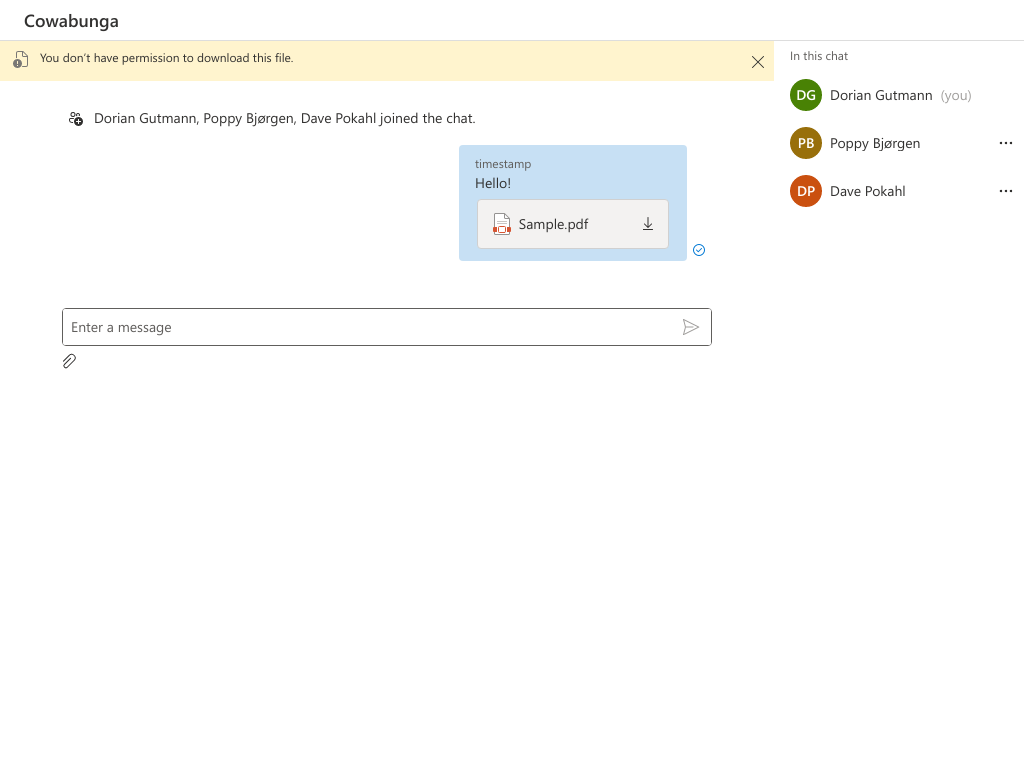 Cowabunga
You don't have permission to download this file.
Dorian Gutmann, Poppy Bjørgen, Dave Pokahl joined the chat.
timestamp
Hello!
Sample.pdf
Enter a message
In this chat
DG Dorian Gutmann (you)
PB Poppy Bjørgen
DP Dave Pokahl